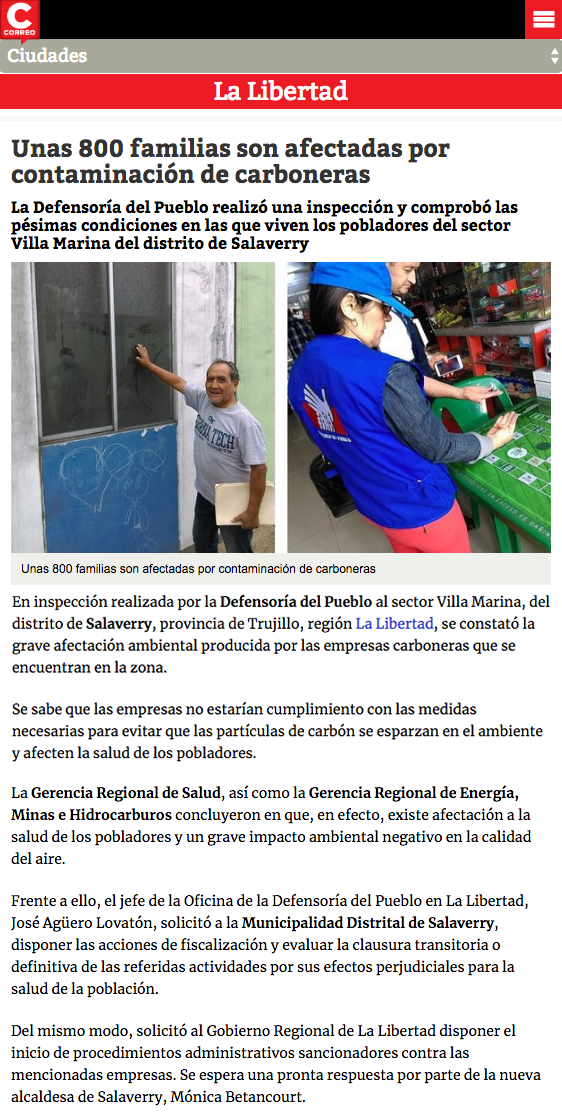 C
CORREO
Ciudades
La Libertad
Unas 800 familias son afectadas por
contaminación de carboneras
La Defensoría del Pueblo realizó una inspección y comprobó las
pésimas condiciones en las que viven los pobladores del sector
Villa Marina del distrito de Salaverry
TECH
Unas 800 familias son afectadas por contaminación de carboneras
En inspección realizada por la Defensoría del Pueblo al sector Villa Marina, del
distrito de Salaverry, provincia de Trujillo, región La Libertad, se constató la
grave afectación ambiental producida por las empresas carboneras que se
encuentran en la zona.
Se sabe que las empresas no estarían cumplimiento con las medidas
necesarias para evitar que las partículas de carbón se esparzan en el ambiente
y afecten la salud de los pobladores.
La Gerencia Regional de Salud, así como la Gerencia Regional de Energía,
Minas e Hidrocarburos concluyeron en que, en efecto, existe afectación a la
salud de los pobladores y un grave impacto ambiental negativo en la calidad
del aire.
Frente a ello, el jefe de la Oficina de la Defensoría del Pueblo en La Libertad,
José Agüero Lovatón, solicitó a la Municipalidad Distrital de Salaverry,
disponer las acciones de fiscalización y evaluar la clausura transitoria o
definitiva de las referidas actividades por sus efectos perjudiciales para la
salud de la población.
Del mismo modo, solicitó al Gobierno Regional de La Libertad disponer el
inicio de procedimientos administrativos sancionadores contra las
mencionadas empresas. Se espera una pronta respuesta por parte de la nueva
alcaldesa de Salaverry, Mónica Betancourt.